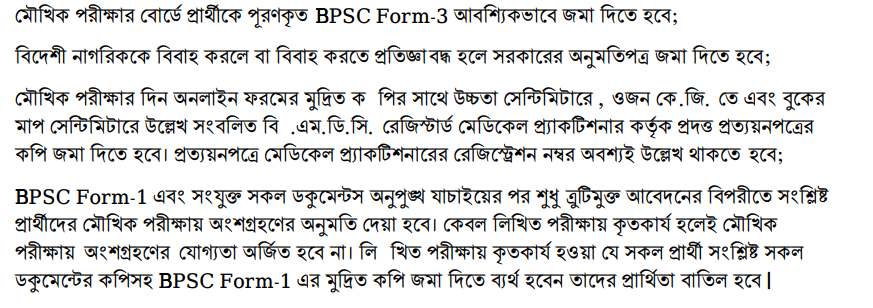 মৌখিক পরীক্ষার বোর্ডে প্রার্থীকে পূরণকৃত BPSC Form-3 আবশ্যিকভাবে জমা দিতে হবে;
বিদেশী নাগরিককে বিবাহ করলে বা বিবাহ করতে প্রতিজ্ঞাবদ্ধ হলে সরকারের অনুমতিপত্র জমা দিতে হবে;
মৌখিক পরীক্ষার দিন অনলাইন ফরমের মুদ্রিত ক পির সাথে উচ্চতা সেন্টিমিটারে , ওজন কে.জি. তে এবং বুকের
মাপ সেন্টিমিটারে উল্লেখ সংবলিত বি .এম.ডি.সি. রেজিস্টার্ড মেডিকেল প্র্যাকটিশনার কর্তৃক প্রদত্ত প্রত্যয়নপত্রের
কপি জমা দিতে হবে। প্রত্যয়নপত্রে মেডিকেল প্র্যাকটিশনারের রেজিস্ট্রেশন নম্বর অবশ্যই উল্লেখ থাকতে হবে;
BPSC Form-1 এবং সংযুক্ত সকল ডকুমেন্টস অনুপুঙ্খ যাচাইয়ের পর শুধু ত্রুটিমুক্ত আবেদনের বিপরীতে সংশ্লিষ্ট
প্রার্থীদের মৌখিক পরীক্ষায় অংশগ্রহণের অনুমতি দেয়া হবে। কেবল লিখিত পরীক্ষায় কৃতকার্য হলেই মৌখিক
পরীক্ষায় অংশগ্রহণের যোগ্যতা অর্জিত হবে না। লি খিত পরীক্ষায় কৃতকার্য হওয়া যে সকল প্রার্থী সংশ্লিষ্ট সকল
ডকুমেন্টের কপিসহ BPSC Form-1 এর মুদ্রিত কপি জমা দিতে ব্যর্থ হবেন তাদের প্রার্থিতা বাতিল হবে|